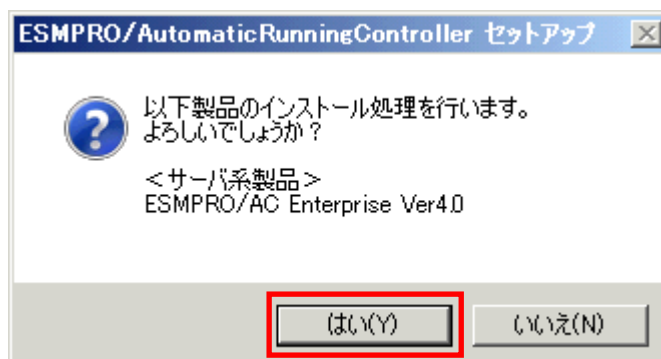 ESMPRO/AutomaticRunningController セットアップ
以下製品のインストール処理を行います。
よろしいでしょうか？
＜サーバ系製品＞
ESMPRO/AC Enterprise Ver4.0
はい(Y)
いいえ(N)